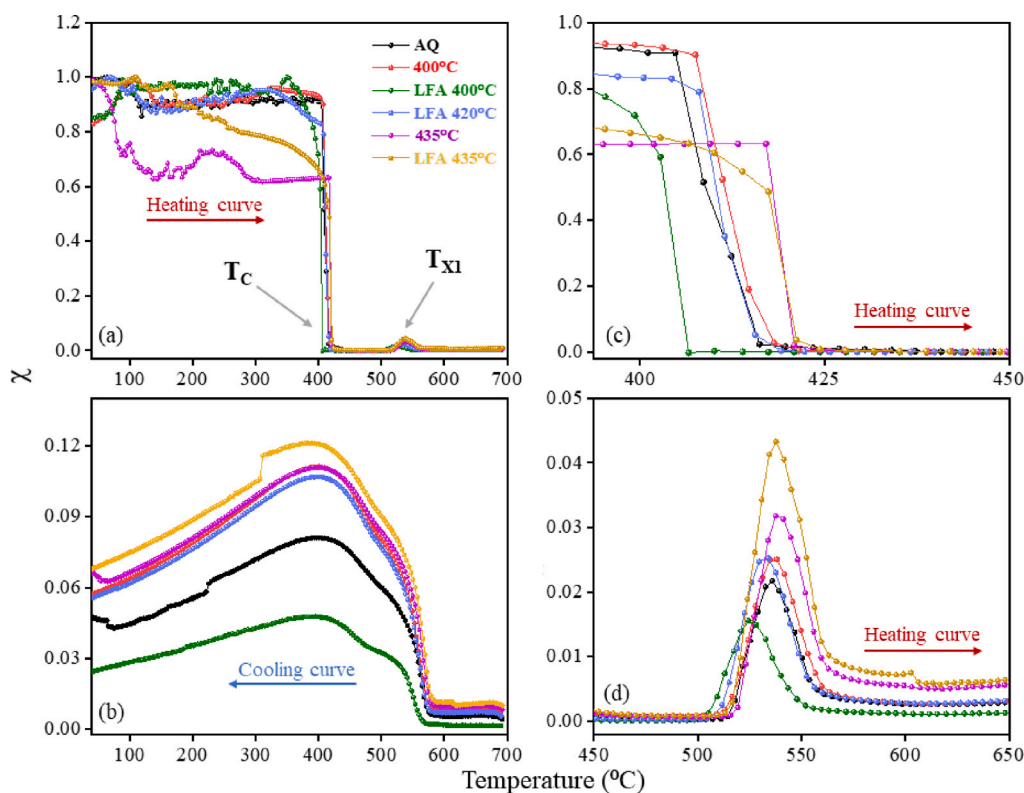 1.2
1.0
0.8
0.6
0.4
0.2
0.0
AQ
400°C
LFA 400°C
LFA 420°C
435°C
LFA 435°C
Heating curve
T_C
T_X1
(a)
100 200 300 400 500 600 700
1.0
0.8
0.6
0.4
0.2
0.0
Heating curve
(c)
400 425 450
χ
0.12
0.09
0.06
0.03
0.00
Cooling curve
(b)
100 200 300 400 500 600 700
0.05
0.04
0.03
0.02
0.01
0.00
Heating curve
(d)
450 500 550 600 650
Temperature (⁰C)